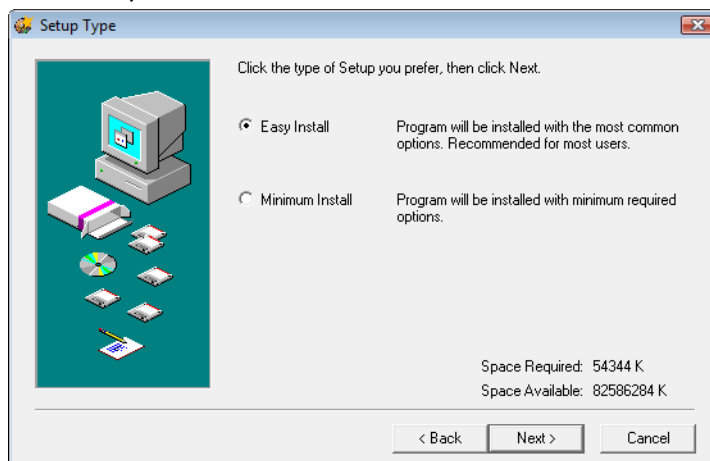 Setup Type
Click the type of Setup you prefer, then click Next.
Easy Install
Program will be installed with the most common
options. Recommended for most users.
Minimum Install
Program will be installed with minimum required
options.
Space Required: 54344 K
Space Available: 82586284 K
< Back
Next >
Cancel